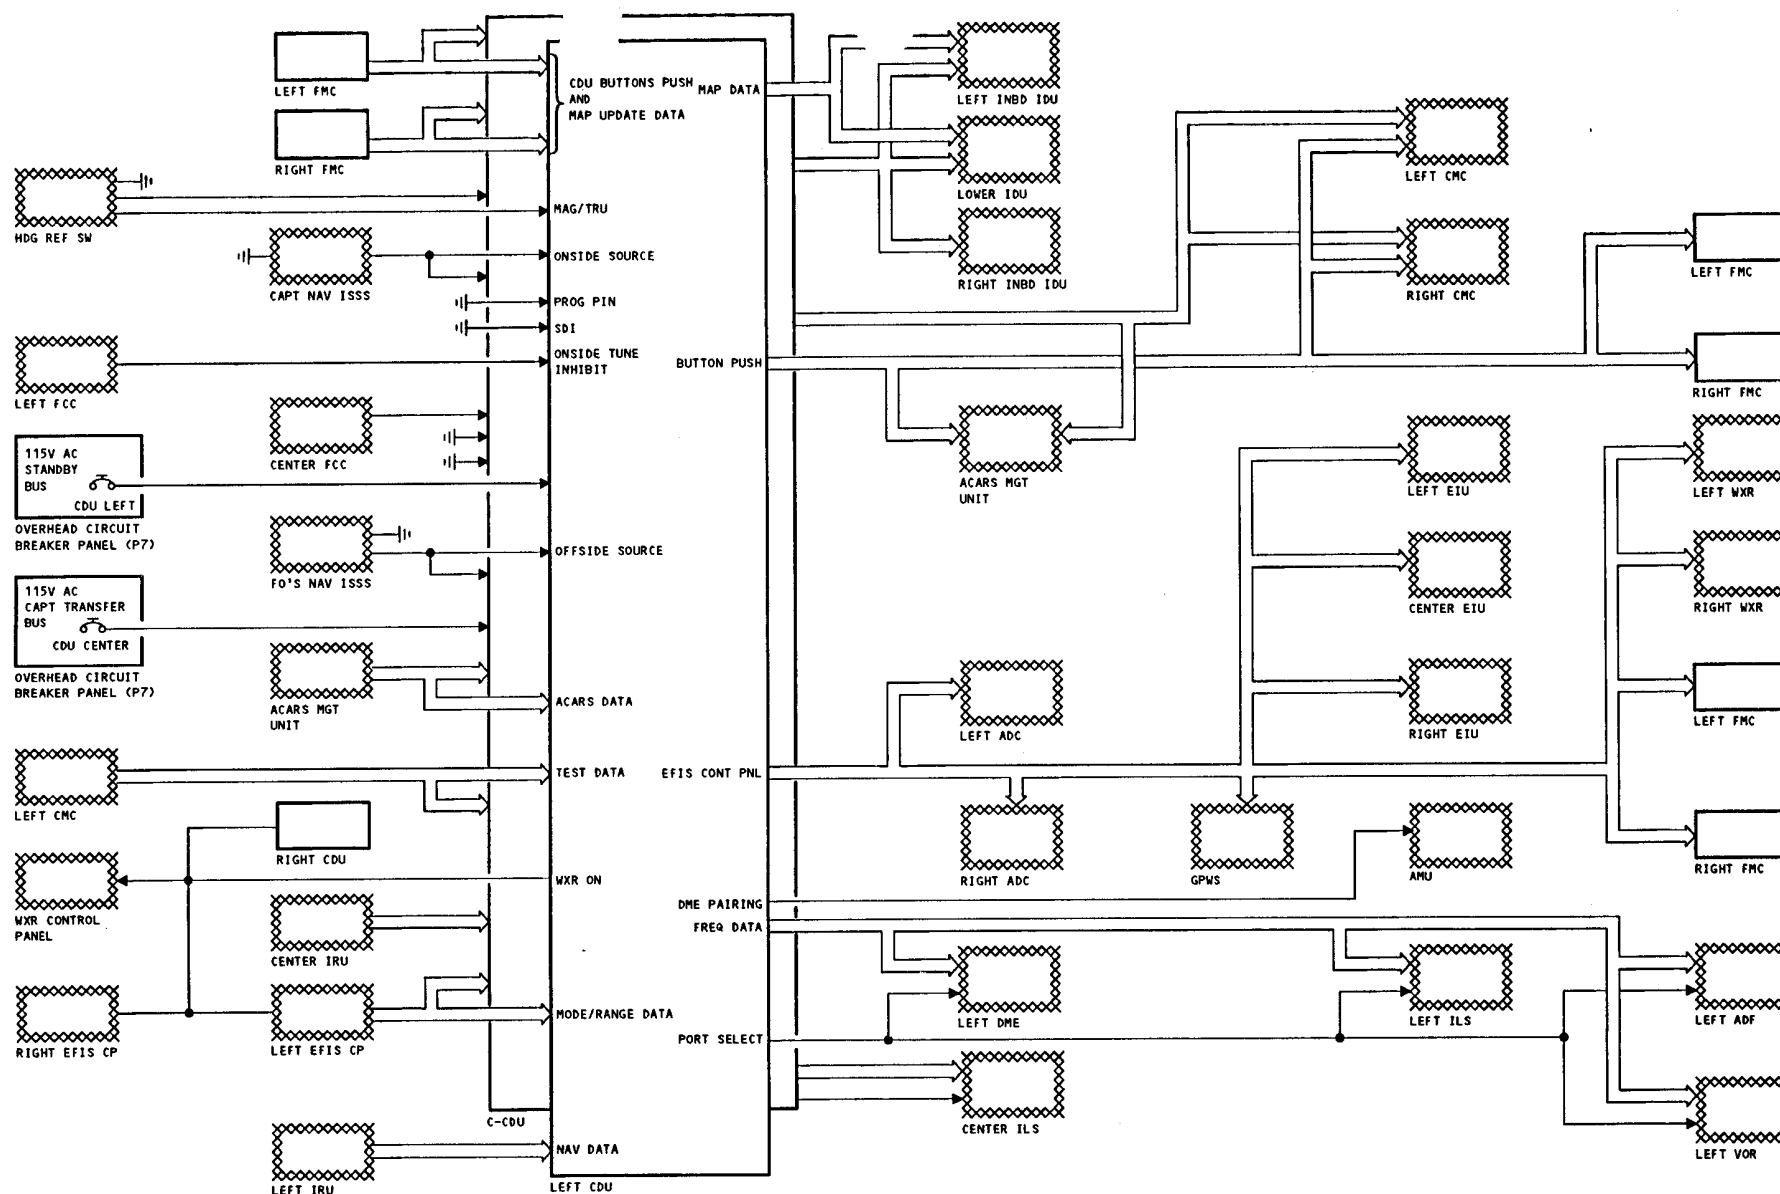 LEFT FMC
RIGHT FMC
HDG REF SW
CAPT NAV ISSS
LEFT FCC
CENTER FCC
115V AC
STANDBY
BUS
CDU LEFT
OVERHEAD CIRCUIT
BREAKER PANEL (P7)
FO'S NAV ISSS
115V AC
CAPT TRANSFER
BUS
CDU CENTER
OVERHEAD CIRCUIT
BREAKER PANEL (P7)
ACARS MGT
UNIT
LEFT CMC
RIGHT CDU
WXR CONTROL
PANEL
CENTER IRU
RIGHT EFIS CP
LEFT EFIS CP
LEFT IRU
C-CDU
LEFT CDU
CDU BUTTONS PUSH
AND
MAP UPDATE DATA
MAG/TRU
ONSIDE SOURCE
PROG PIN
SDI
ONSIDE TUNE
INHIBIT
OFFSIDE SOURCE
ACARS DATA
TEST DATA
WXR ON
MODE/RANGE DATA
NAV DATA
MAP DATA
BUTTON PUSH
EFIS CONT PNL
DME PAIRING
FREQ DATA
PORT SELECT
LEFT INBD IDU
LOWER IDU
RIGHT INBD IDU
ACARS MGT
UNIT
LEFT ADC
RIGHT ADC
GPWS
LEFT DME
CENTER ILS
LEFT CMC
RIGHT CMC
LEFT EIU
CENTER EIU
RIGHT EIU
AMU
LEFT ILS
LEFT FMC
RIGHT FMC
LEFT WXR
RIGHT WXR
LEFT FMC
RIGHT FMC
LEFT ADF
LEFT VOR